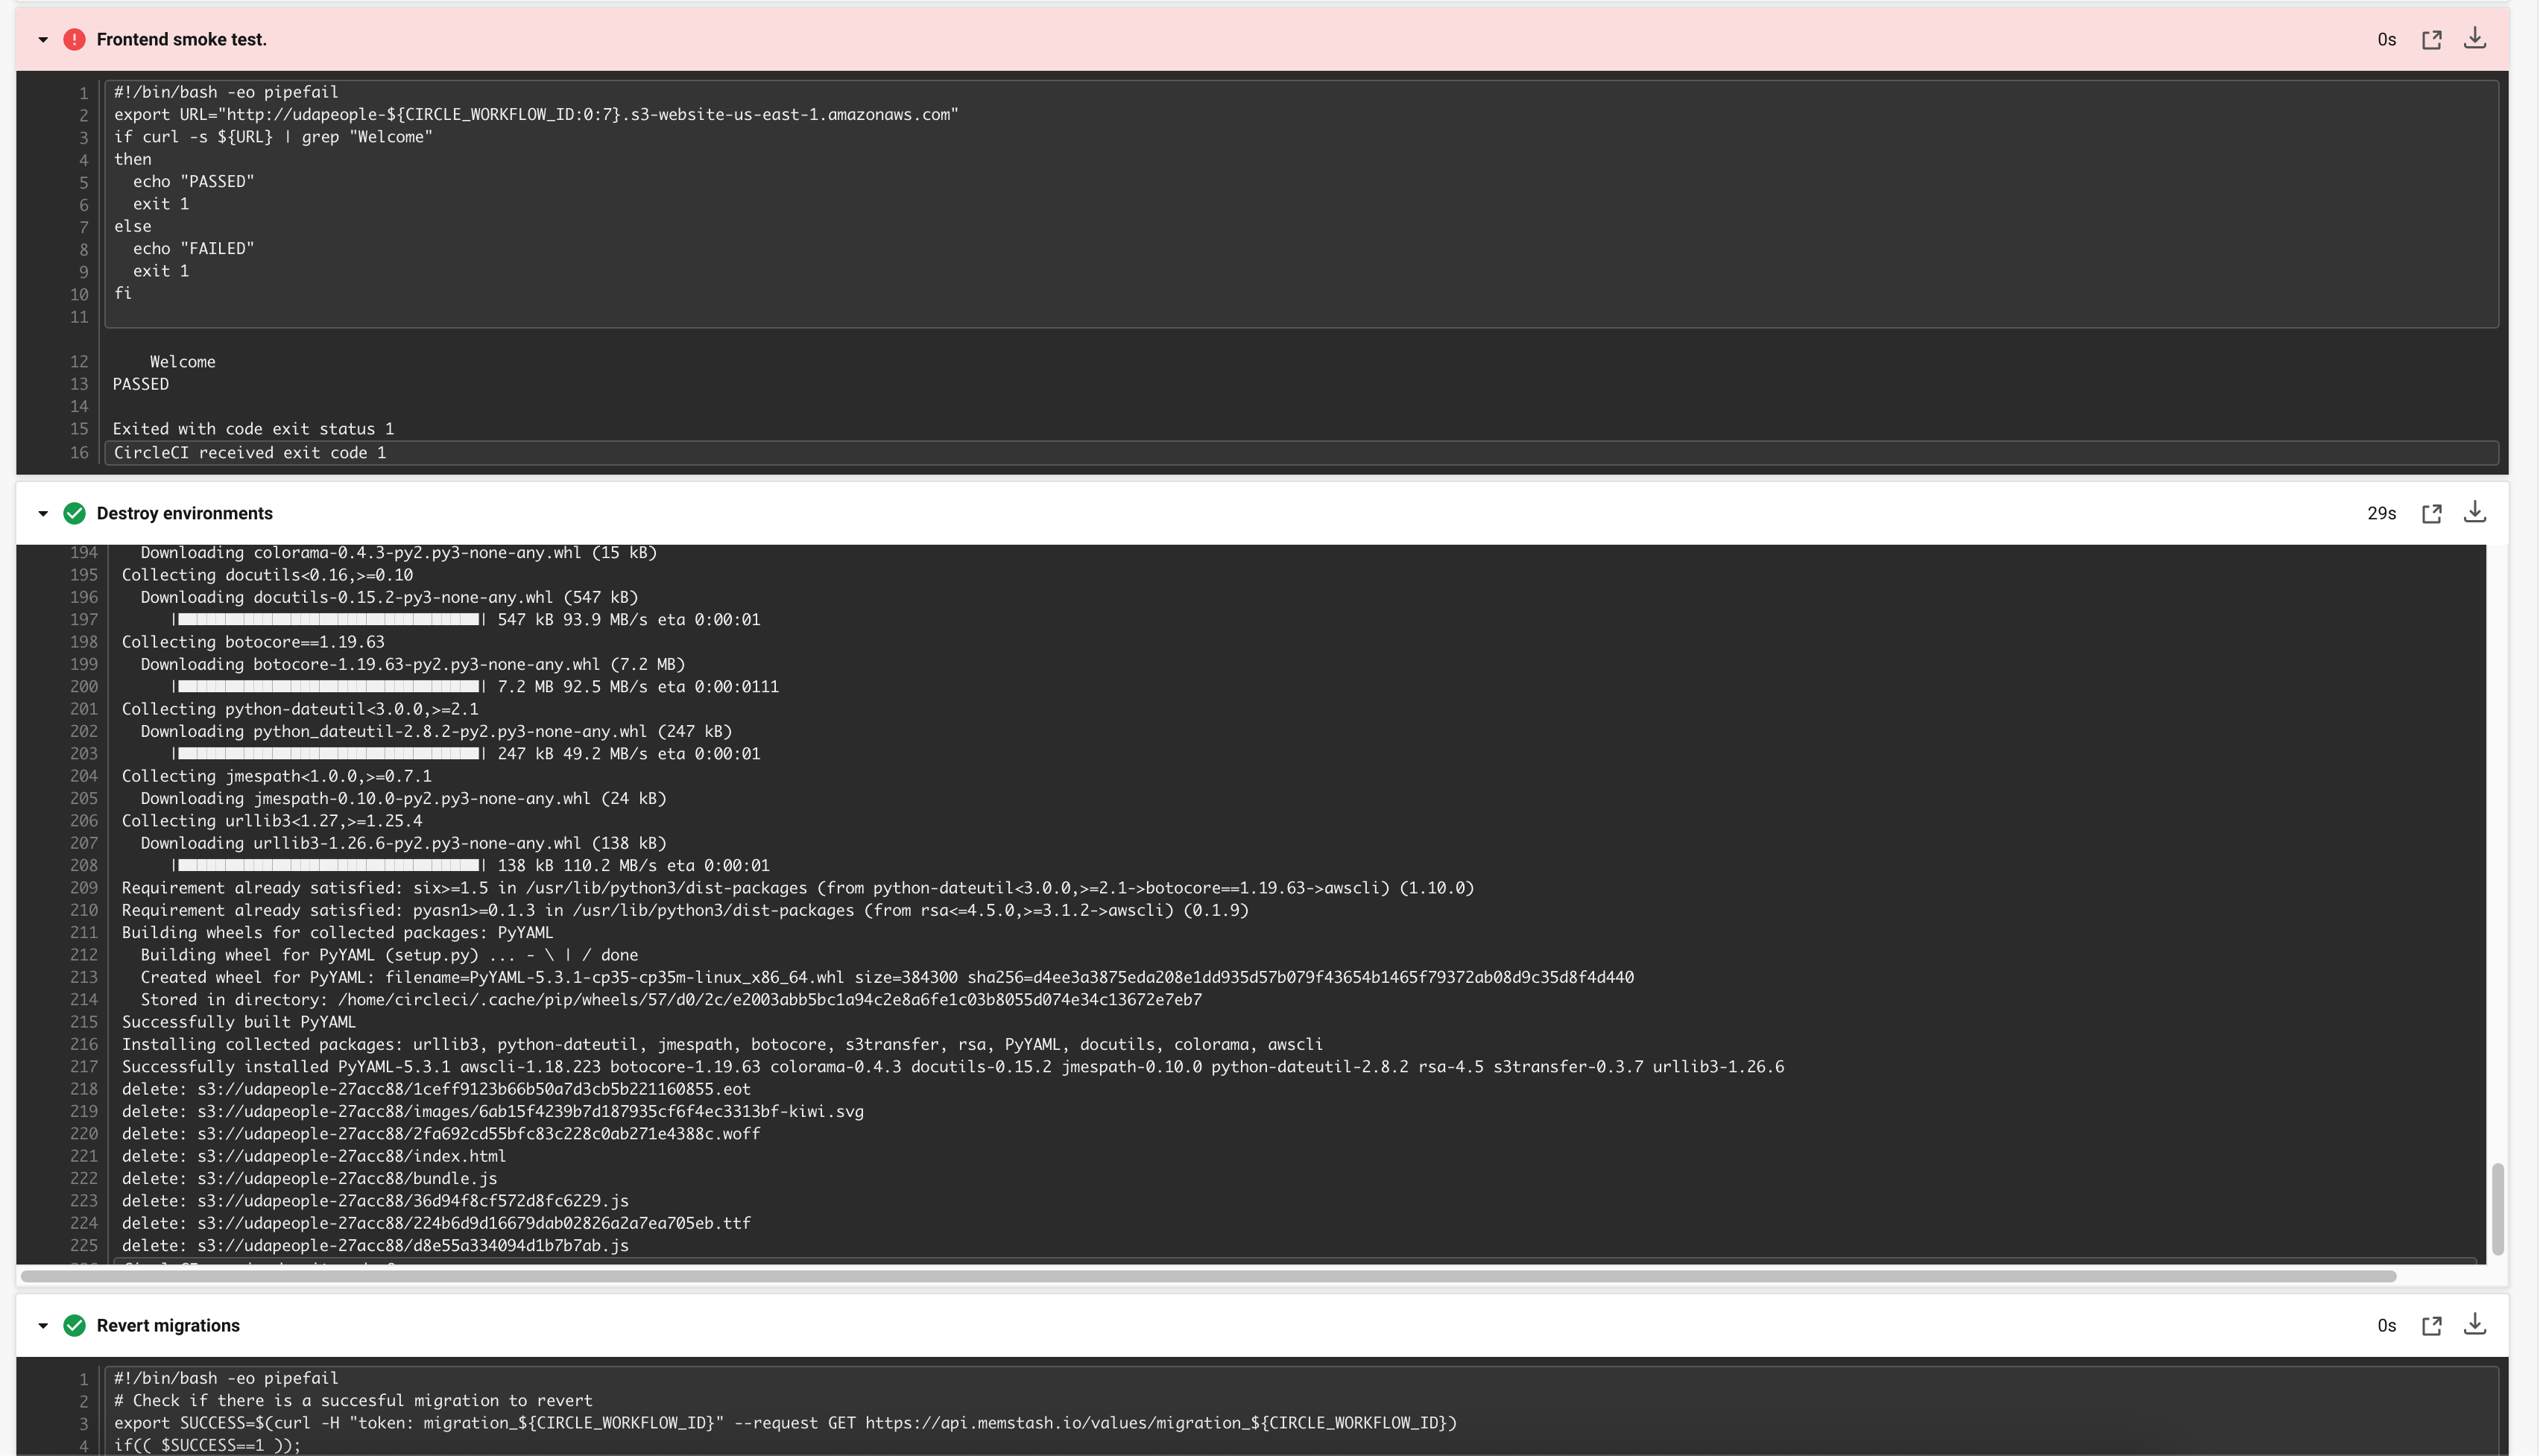 Frontend smoke test.
0s
1 #!/bin/bash -eo pipefail
2 export URL="http://udapeople-${CIRCLE_WORKFLOW_ID:0:7}.s3-website-us-east-1.amazonaws.com"
3 if curl -s ${URL} | grep "Welcome"
4 then
5   echo "PASSED"
6   exit 1
7 else
8   echo "FAILED"
9   exit 1
10 fi
11
12     Welcome
13 PASSED
14
15 Exited with code exit status 1
16 CircleCI received exit code 1
Destroy environments
29s
194   Downloading colorama-0.4.3-py2.py3-none-any.whl (15 kB)
195 Collecting docutils<0.16,>=0.10
196   Downloading docutils-0.15.2-py3-none-any.whl (547 kB)
197 | | 547 kB 93.9 MB/s eta 0:00:01
198 Collecting botocore==1.19.63
199   Downloading botocore-1.19.63-py2.py3-none-any.whl (7.2 MB)
200 | | 7.2 MB 92.5 MB/s eta 0:00:0111
201 Collecting python-dateutil<3.0.0,>=2.1
202   Downloading python_dateutil-2.8.2-py2.py3-none-any.whl (247 kB)
203 | | 247 kB 49.2 MB/s eta 0:00:01
204 Collecting jmespath<1.0.0,>=0.7.1
205   Downloading jmespath-0.10.0-py2.py3-none-any.whl (24 kB)
206 Collecting urllib3<1.27,>=1.25.4
207   Downloading urllib3-1.26.6-py2.py3-none-any.whl (138 kB)
208 | | 138 kB 110.2 MB/s eta 0:00:01
209 Requirement already satisfied: six>=1.5 in /usr/lib/python3/dist-packages (from python-dateutil<3.0.0,>=2.1->botocore==1.19.63->awscli) (1.10.0)
210 Requirement already satisfied: pyasn1>=0.1.3 in /usr/lib/python3/dist-packages (from rsa<=4.5.0,>=3.1.2->awscli) (0.1.9)
211 Building wheels for collected packages: PyYAML
212   Building wheel for PyYAML (setup.py) ... - \ | / done
213   Created wheel for PyYAML: filename=PyYAML-5.3.1-cp35-cp35m-linux_x86_64.whl size=384300 sha256=d4ee3a3875eda208e1dd935d57b079f43654b1465f79372ab08d9c35d8f4d440
214   Stored in directory: /home/circleci/.cache/pip/wheels/57/d0/2c/e2003abb5bc1a94c2e8a6fe1c03b8055d074e34c13672e7eb7
215 Successfully built PyYAML
216 Installing collected packages: urllib3, python-dateutil, jmespath, botocore, s3transfer, rsa, PyYAML, docutils, colorama, awscli
217 Successfully installed PyYAML-5.3.1 awscli-1.18.223 botocore-1.19.63 colorama-0.4.3 docutils-0.15.2 jmespath-0.10.0 python-dateutil-2.8.2 rsa-4.5 s3transfer-0.3.7 urllib3-1.26.6
218 delete: s3://udapeople-27acc88/1ceff9123b66b50a7d3cb5b221160855.eot
219 delete: s3://udapeople-27acc88/images/6ab15f4239b7d187935cf6f4ec3313bf-kiwi.svg
220 delete: s3://udapeople-27acc88/2fa692cd55bfc83c228c0ab271e4388c.woff
221 delete: s3://udapeople-27acc88/index.html
222 delete: s3://udapeople-27acc88/bundle.js
223 delete: s3://udapeople-27acc88/36d94f8cf572d8fc6229.js
224 delete: s3://udapeople-27acc88/224b6d9d16679dab02826a2a7ea705eb.ttf
225 delete: s3://udapeople-27acc88/d8e55a334094d1b7b7ab.js
Revert migrations
0s
1 #!/bin/bash -eo pipefail
2 # Check if there is a succesful migration to revert
3 export SUCCESS=$(curl -H "token: migration_${CIRCLE_WORKFLOW_ID}" --request GET https://api.memstash.io/values/migration_${CIRCLE_WORKFLOW_ID})
4 if(( $SUCCESS==1 ));